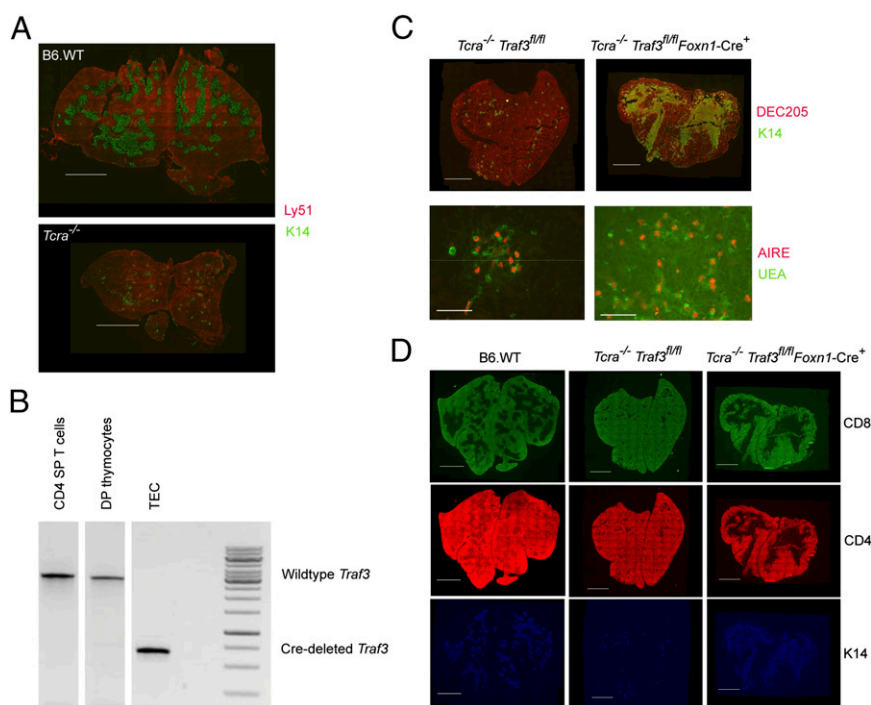 A
B6.WT
Tcra-/-
Ly51
K14
B
CD4 SP T cells
DP thymocytes
TEC
Wildtype Traf3
Cre-deleted Traf3
C
Tcra-/- Traf3fl/fl
Tcra-/- Traf3fl/flFoxn1-Cre+
DEC205
K14
AIRE
UEA
D
B6.WT
Tcra-/- Traf3fl/fl
Tcra-/- Traf3fl/flFoxn1-Cre+
CD8
CD4
K14